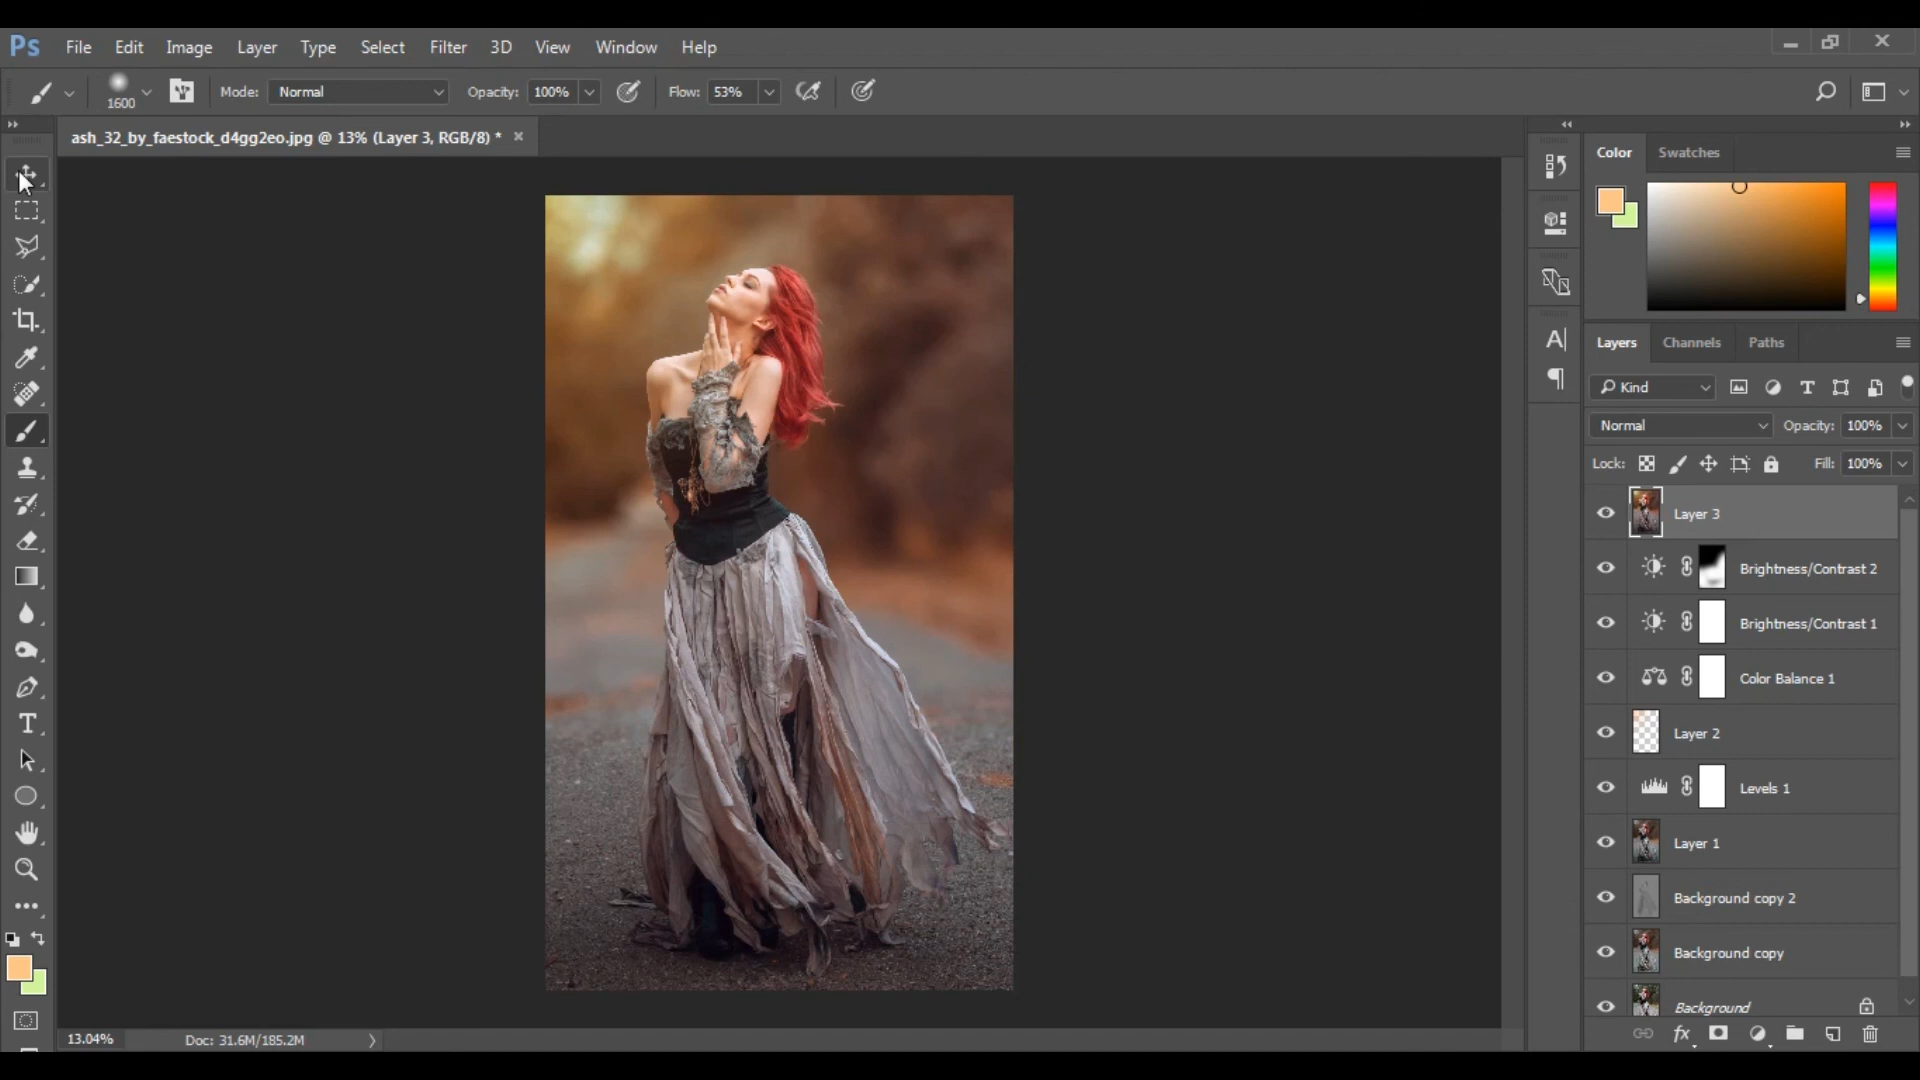 Ps File Edit Image Layer Type Select Filter 3D View Window Help
1600 Mode: Normal Opacity: 100% Flow: 53%
ash_32_by_faestock_d4gg2eo.jpg @ 13% (Layer 3, RGB/8) *
Color Swatches
Layers Channels Paths
Kind
Normal Opacity: 100%
Lock: Fill: 100%
Layer 3
Brightness/Contrast 2
Brightness/Contrast 1
Color Balance 1
Layer 2
Levels 1
Layer 1
Background copy 2
Background copy
Background
13.04% Doc: 31.6M/185.2M